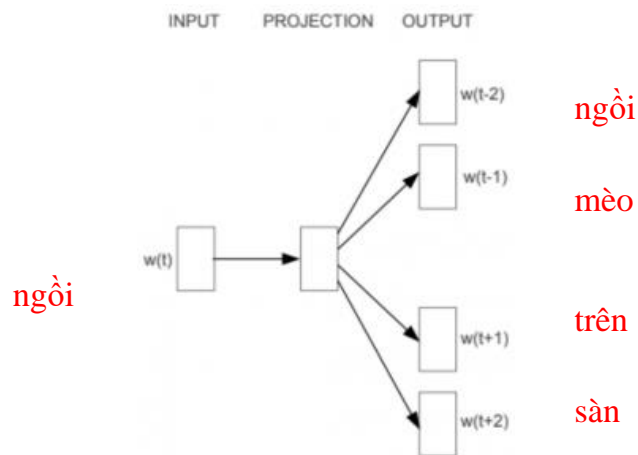 INPUT PROJECTION OUTPUT
w(t-2) ngồi
w(t-1) mèo
w(t)
ngồi
w(t+1) trên
w(t+2) sàn